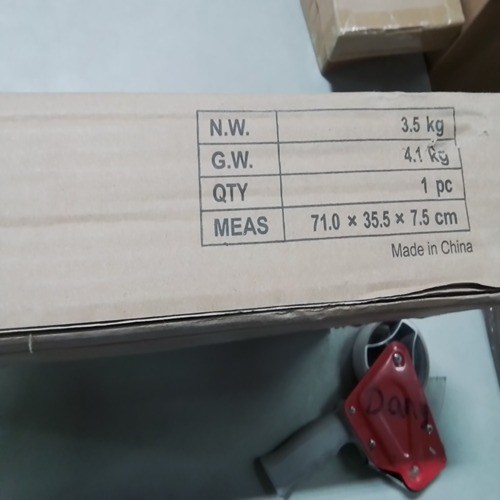 N.W. 3.5 kg
G.W. 4.1 kg
QTY 1 pc
MEAS 71.0 × 35.5 × 7.5 cm
Made in China